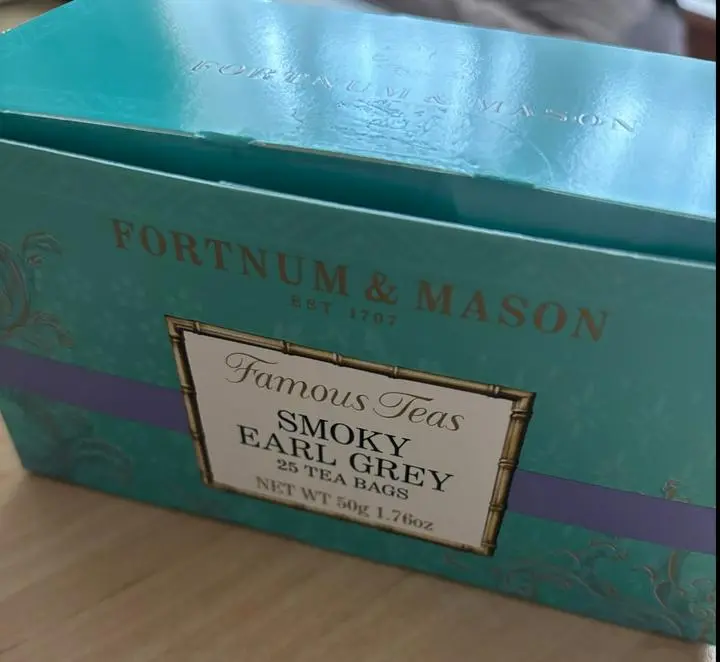 FORTNUM & MASON
FORTNUM & MASON
EST 1707
Famous Teas
SMOKY
EARL GREY
25 TEA BAGS
NET WT 50g 1.76oz